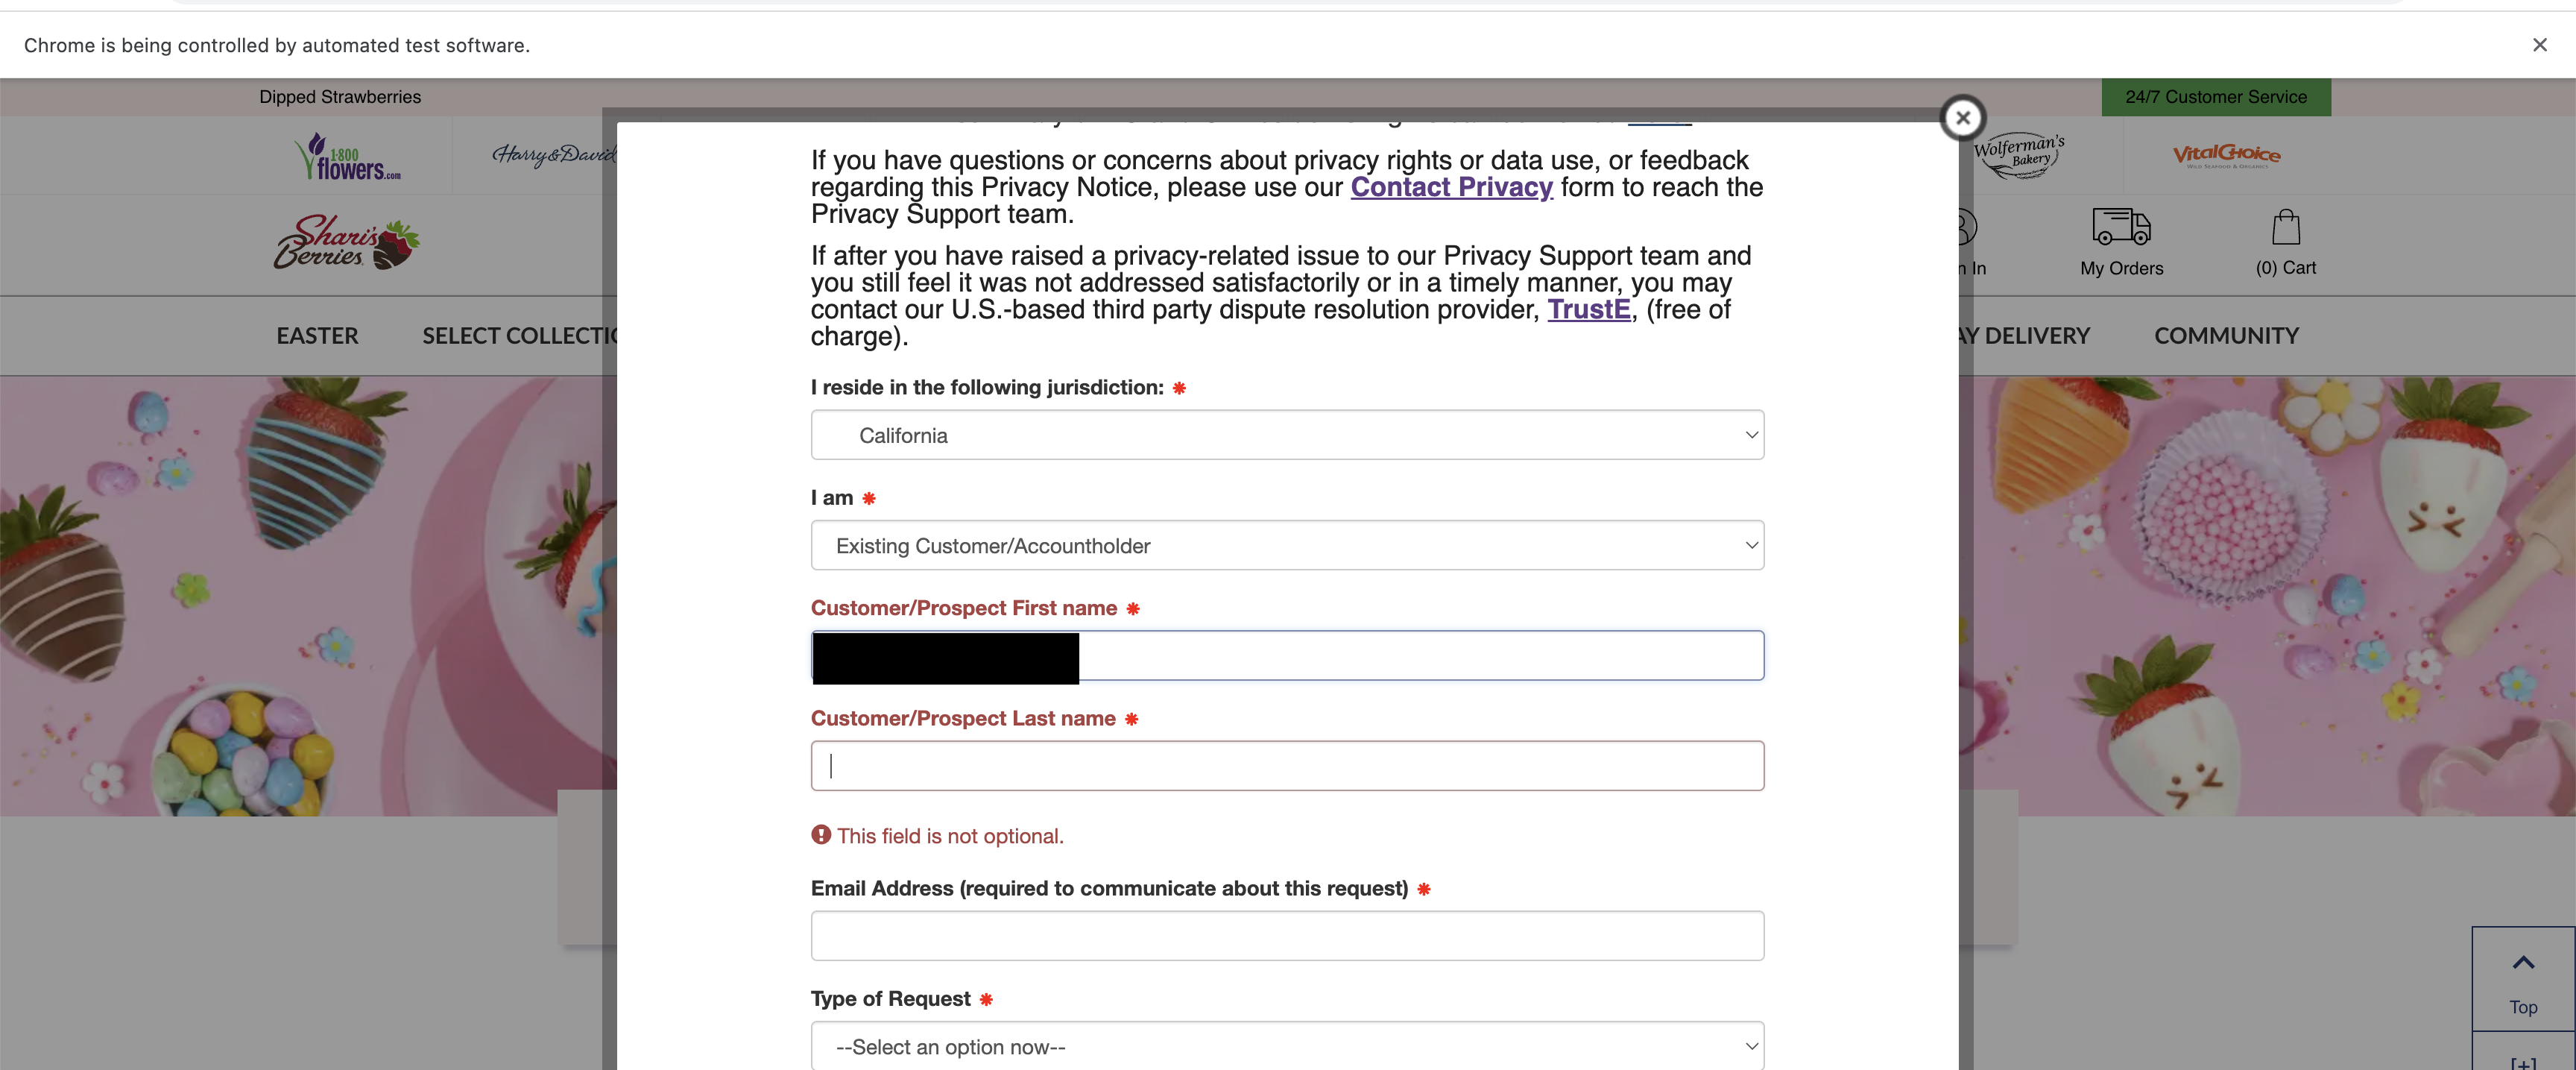 Chrome is being controlled by automated test software.
Dipped Strawberries
24/7 Customer Service
1·800
flowers.com
Harry & David
Wolferman's
Bakery
VitalChoice
WILD SEAFOOD & ORGANICS
If you have questions or concerns about privacy rights or data use, or feedback
regarding this Privacy Notice, please use our Contact Privacy form to reach the
Privacy Support team.
Shari's
Berries
n In
My Orders
(0) Cart
If after you have raised a privacy-related issue to our Privacy Support team and
you still feel it was not addressed satisfactorily or in a timely manner, you may
contact our U.S.-based third party dispute resolution provider, TrustE, (free of
charge).
EASTER
SELECT COLLECTIO
AY DELIVERY
COMMUNITY
I reside in the following jurisdiction: *
California
I am *
Existing Customer/Accountholder
Customer/Prospect First name *
Customer/Prospect Last name *
This field is not optional.
Email Address (required to communicate about this request) *
Type of Request *
--Select an option now--
Top
[+]